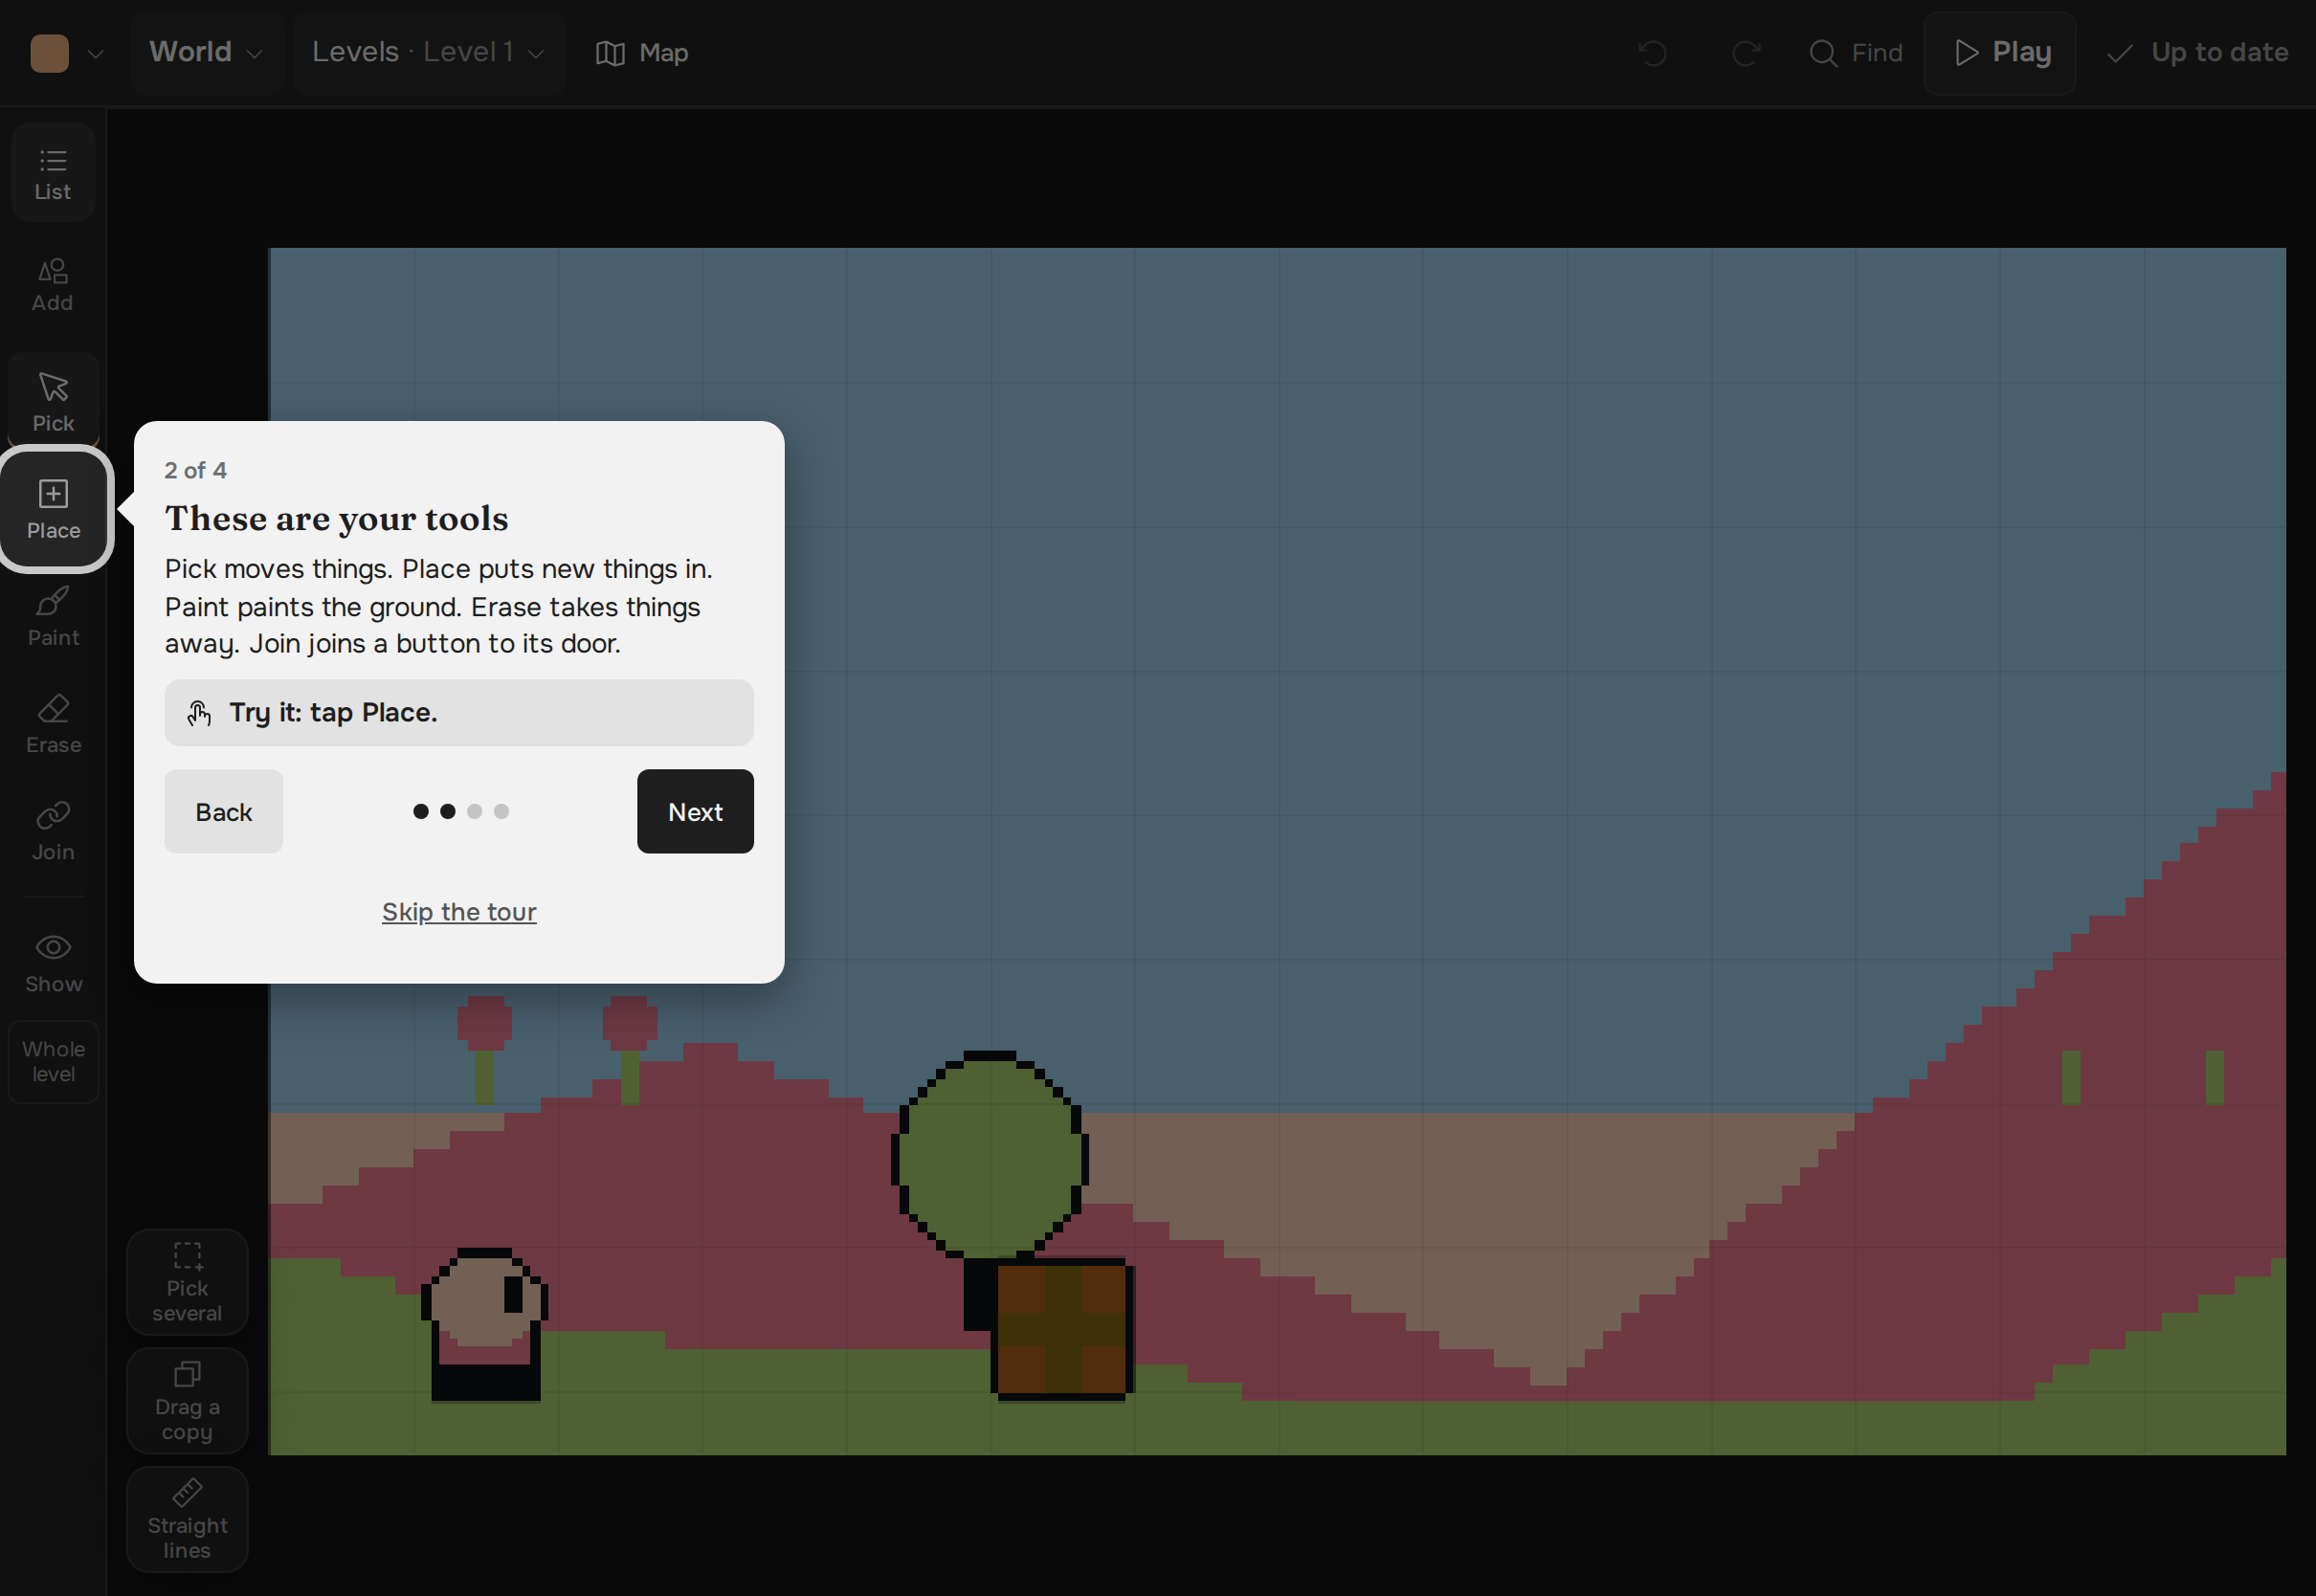 World
Levels · Level 1
Map
Find
Play
Up to date
List
Add
Pick
Place
Paint
Erase
Join
Show
Whole
level
2 of 4
These are your tools
Pick moves things. Place puts new things in.
Paint paints the ground. Erase takes things
away. Join joins a button to its door.
Try it: tap Place.
Back
Next
Skip the tour
Pick
several
Drag a
copy
Straight
lines